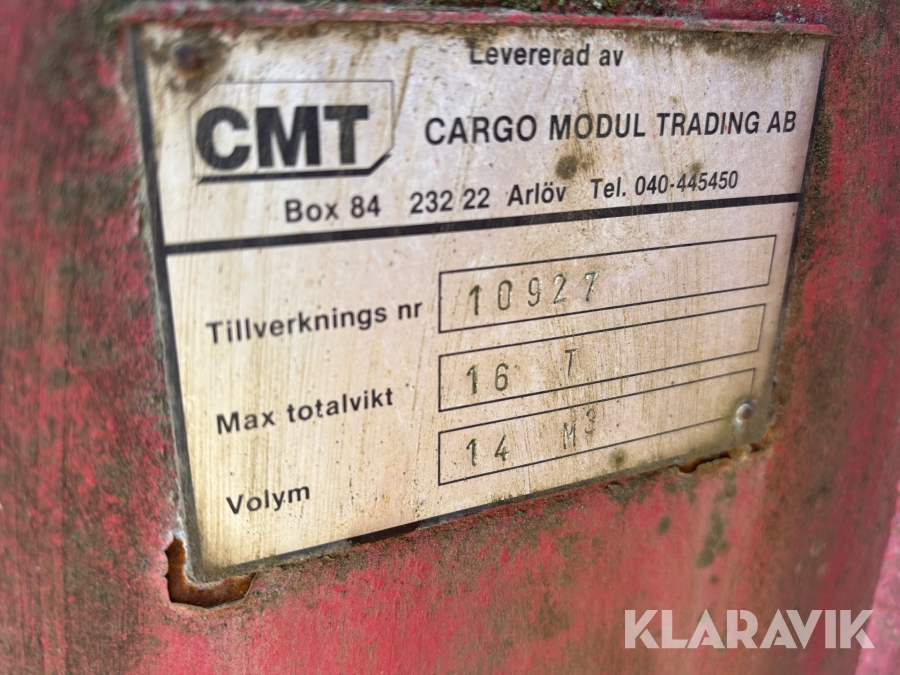 Levererad av
CMT
CARGO MODUL TRADING AB
Box 84 232 22 Arlöv Tel. 040-445450
Tillverknings nr 10927
Max totalvikt 16 T
Volym 14 M³
KLARAVIK